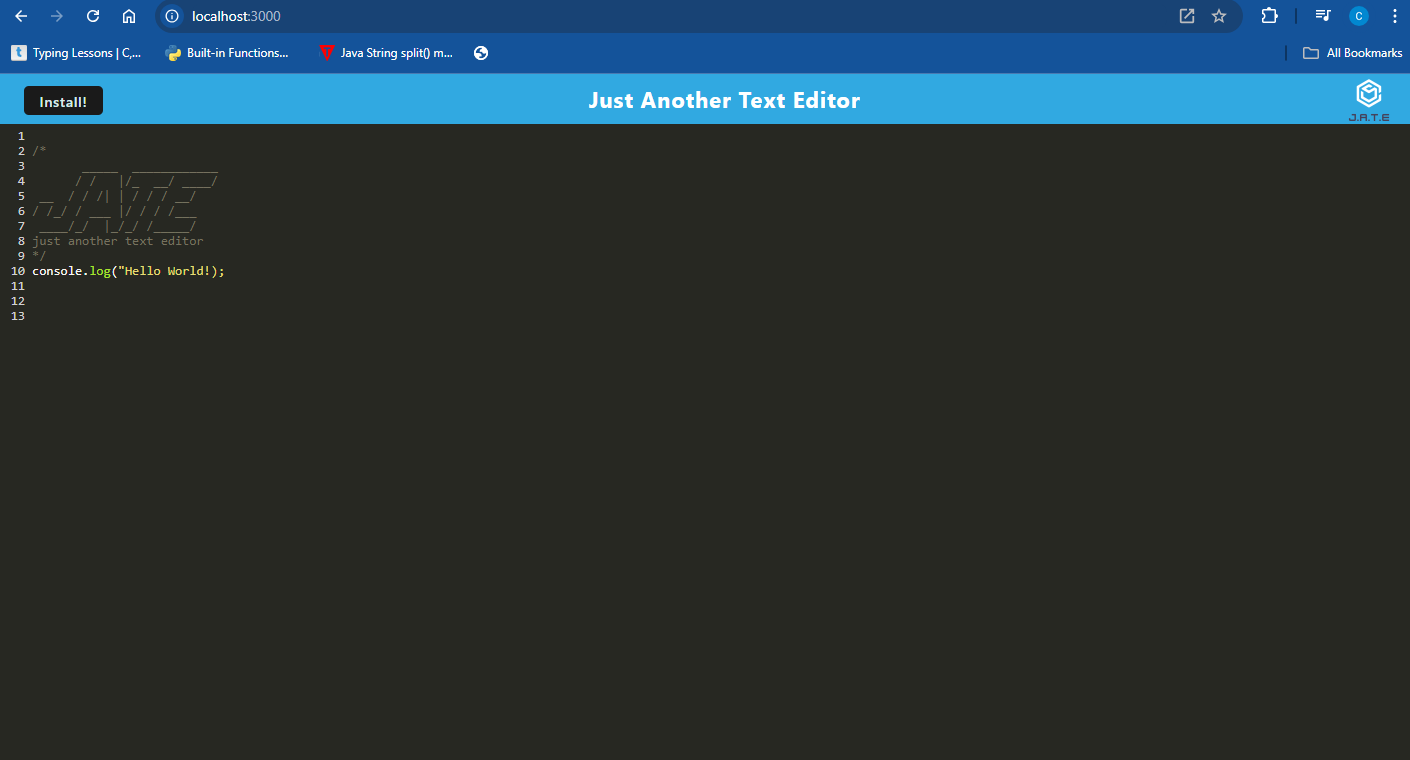 localhost:3000
t Typing Lessons | C,... Built-in Functions... Java String split() m... All Bookmarks
Install! Just Another Text Editor J.A.T.E
C
1
2 /*
3        _____  ____________
4       / /   |/_  __/ ____/
5  __  / / /| | / / / __/
6 / /_/ / ___ |/ / / /___
7  ____/_/  |_/_/ /_____/
8 just another text editor
9 */
10 console.log("Hello World!);
11
12
13